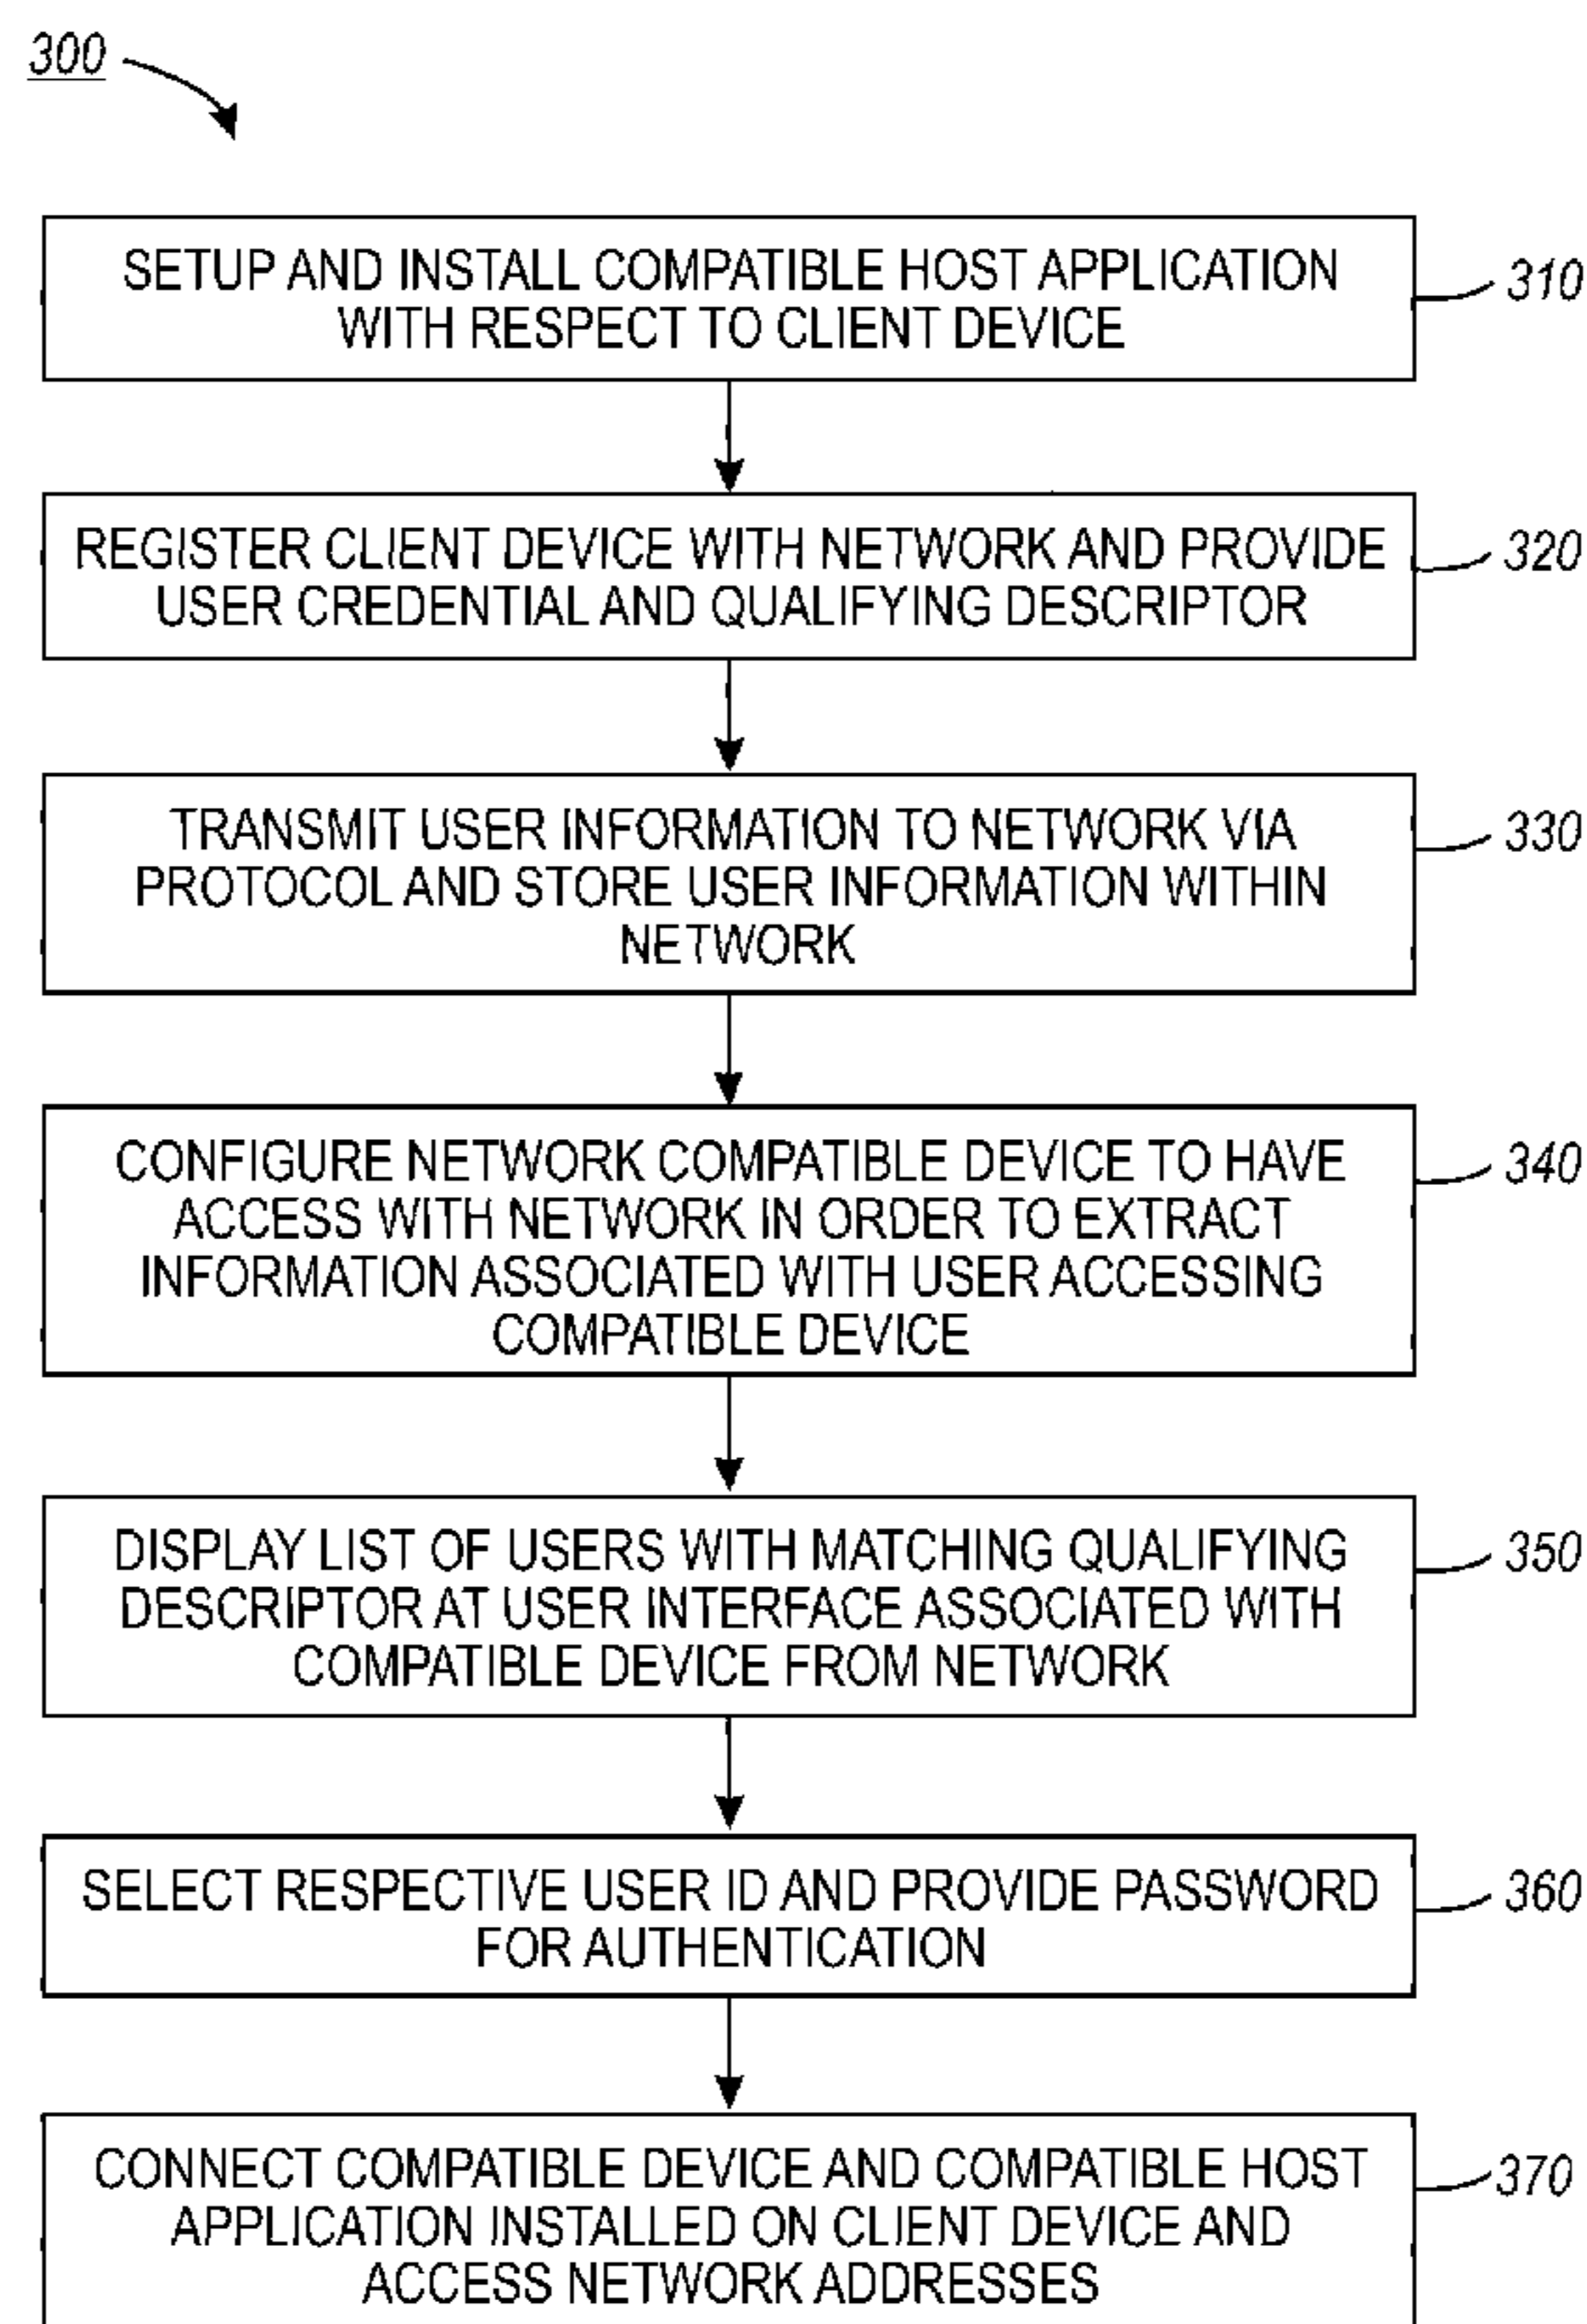 300
SETUP AND INSTALL COMPATIBLE HOST APPLICATION
WITH RESPECT TO CLIENT DEVICE
310
REGISTER CLIENT DEVICE WITH NETWORK AND PROVIDE
USER CREDENTIAL AND QUALIFYING DESCRIPTOR
320
TRANSMIT USER INFORMATION TO NETWORK VIA
PROTOCOL AND STORE USER INFORMATION WITHIN
NETWORK
330
CONFIGURE NETWORK COMPATIBLE DEVICE TO HAVE
ACCESS WITH NETWORK IN ORDER TO EXTRACT
INFORMATION ASSOCIATED WITH USER ACCESSING
COMPATIBLE DEVICE
340
DISPLAY LIST OF USERS WITH MATCHING QUALIFYING
DESCRIPTOR AT USER INTERFACE ASSOCIATED WITH
COMPATIBLE DEVICE FROM NETWORK
350
SELECT RESPECTIVE USER ID AND PROVIDE PASSWORD
FOR AUTHENTICATION
360
CONNECT COMPATIBLE DEVICE AND COMPATIBLE HOST
APPLICATION INSTALLED ON CLIENT DEVICE AND
ACCESS NETWORK ADDRESSES
370